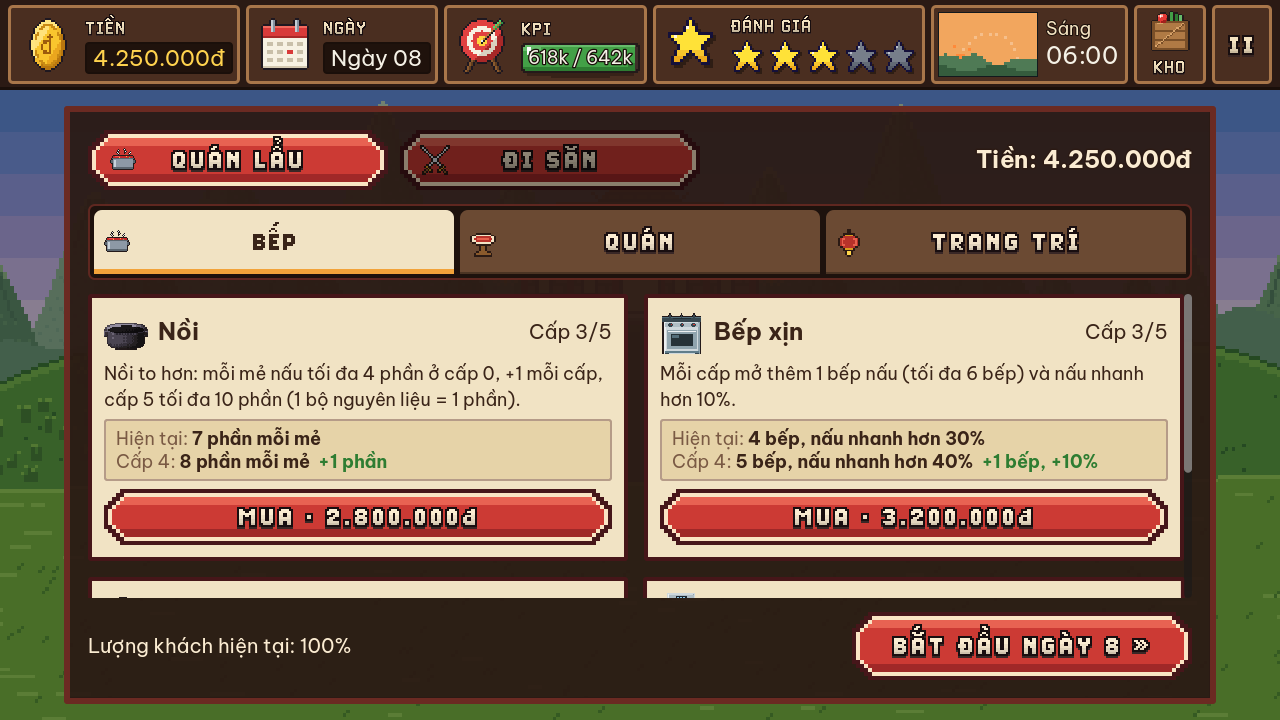 TIỀN
4.250.000đ
NGÀY
Ngày 08
KPI
618k / 642k
ĐÁNH GIÁ
Sáng
06:00
KHO
QUÁN LẨU
ĐI SĂN
Tiền: 4.250.000đ
BẾP
QUÁN
TRANG TRÍ
Nồi
Cấp 3/5
Nồi to hơn: mỗi mẻ nấu tối đa 4 phần ở cấp 0, +1 mỗi cấp,
cấp 5 tối đa 10 phần (1 bộ nguyên liệu = 1 phần).
Hiện tại: 7 phần mỗi mẻ
Cấp 4: 8 phần mỗi mẻ +1 phần
MUA · 2.800.000đ
Bếp xịn
Cấp 3/5
Mỗi cấp mở thêm 1 bếp nấu (tối đa 6 bếp) và nấu nhanh
hơn 10%.
Hiện tại: 4 bếp, nấu nhanh hơn 30%
Cấp 4: 5 bếp, nấu nhanh hơn 40% +1 bếp, +10%
MUA · 3.200.000đ
Lượng khách hiện tại: 100%
BẮT ĐẦU NGÀY 8 »